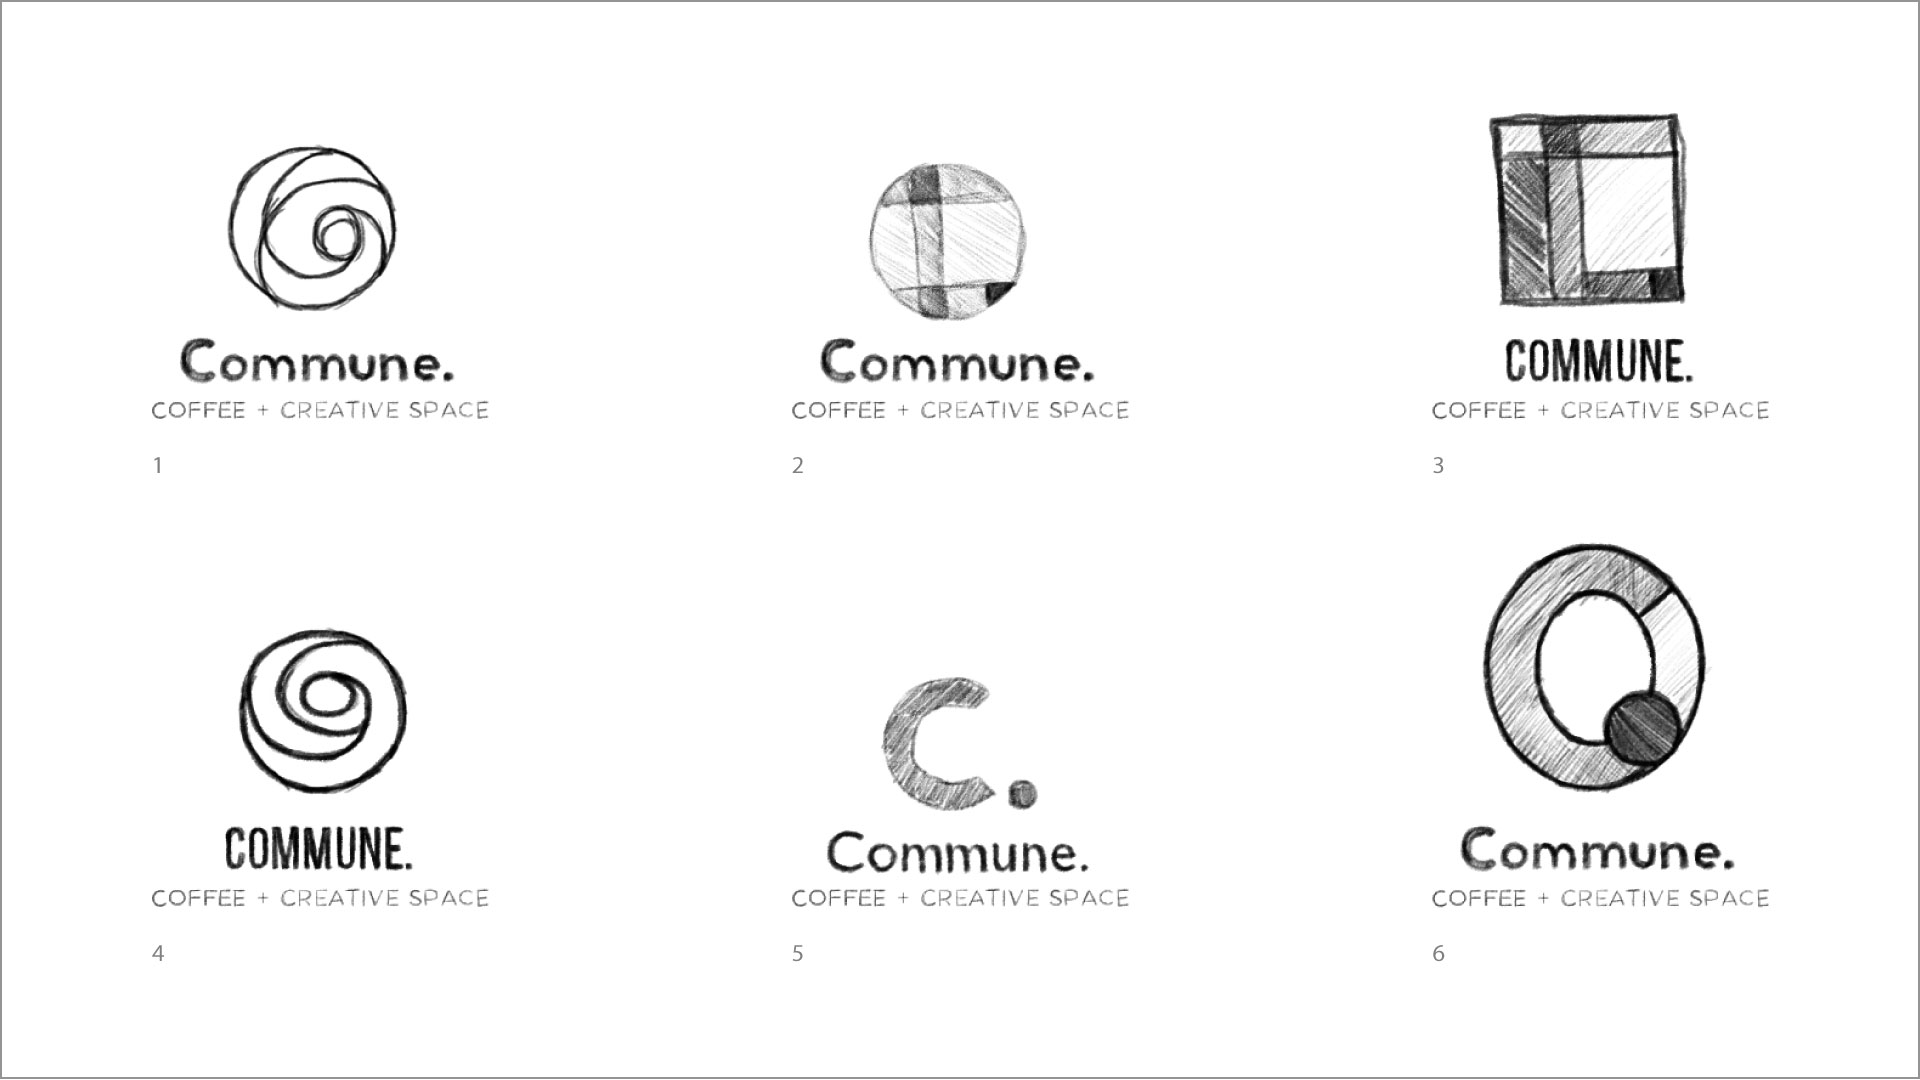 Commune.
COFFEE + CREATIVE SPACE
1
Commune.
COFFEE + CREATIVE SPACE
2
COMMUNE.
COFFEE + CREATIVE SPACE
3
COMMUNE.
COFFEE + CREATIVE SPACE
4
C.
Commune.
COFFEE + CREATIVE SPACE
5
Commune.
COFFEE + CREATIVE SPACE
6